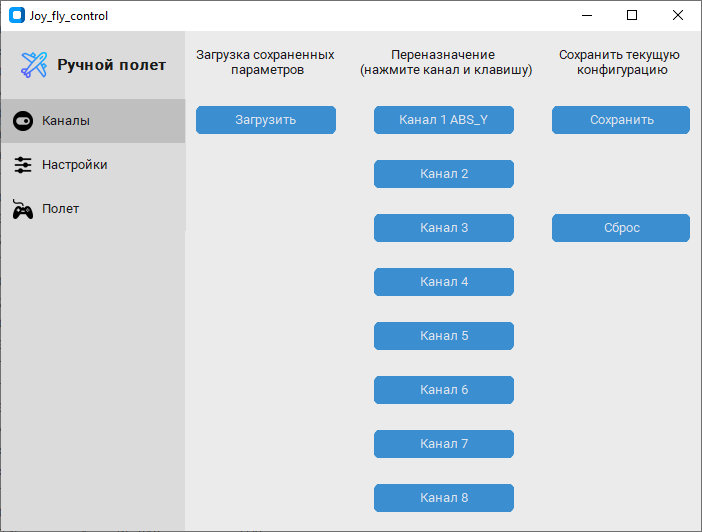 Joy_fly_control
Ручной полет
Каналы
Настройки
Полет
Загрузка сохраненных
параметров
Загрузить
Переназначение
(нажмите канал и клавишу)
Канал 1 ABS_Y
Канал 2
Канал 3
Канал 4
Канал 5
Канал 6
Канал 7
Канал 8
Сохранить текущую
конфигурацию
Сохранить
Сброс